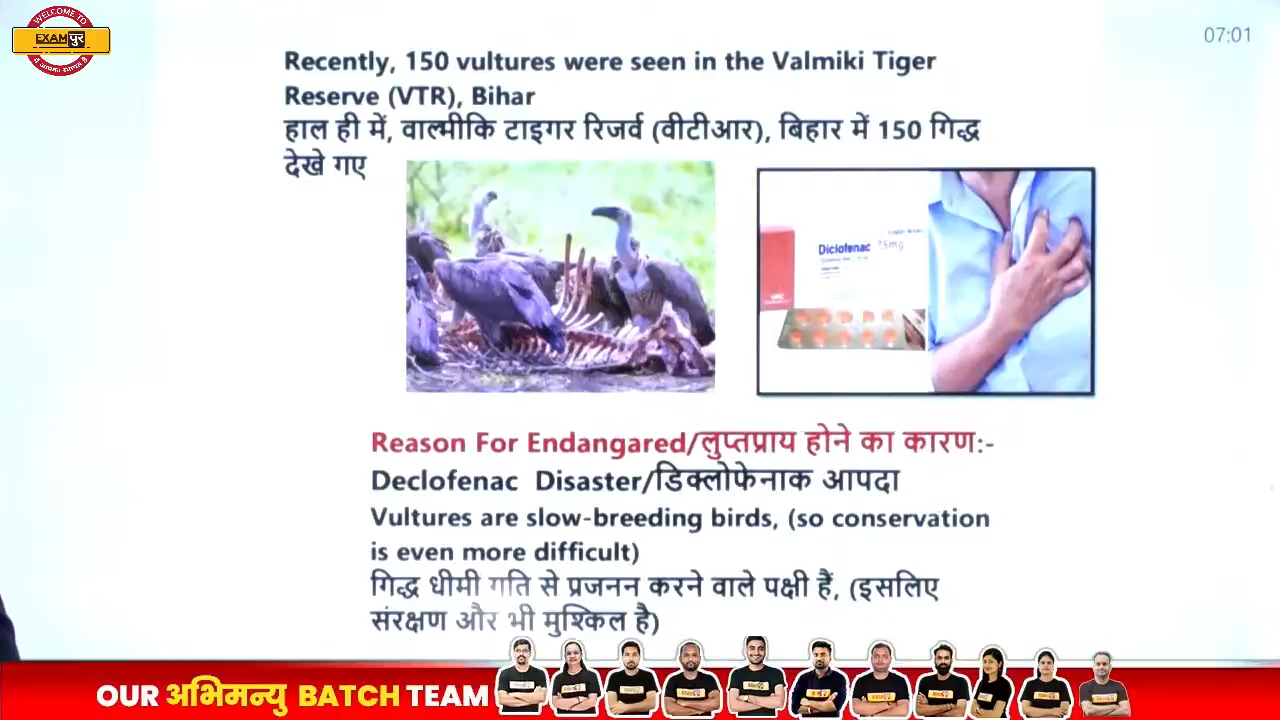 WELCOME TO
EXAMपुर
07:01
Recently, 150 vultures were seen in the Valmiki Tiger
Reserve (VTR), Bihar
हाल ही में, वाल्मीकि टाइगर रिजर्व (वीटीआर), बिहार में 150 गिद्ध
देखे गए
Diclofenac 75mg
Reason For Endangared/लुप्तप्राय होने का कारण:-
Declofenac Disaster/डिक्लोफेनाक आपदा
Vultures are slow-breeding birds, (so conservation
is even more difficult)
गिद्ध धीमी गति से प्रजनन करने वाले पक्षी हैं, (इसलिए
संरक्षण और भी मुश्किल है)
OUR अभिमन्यु BATCH TEAM